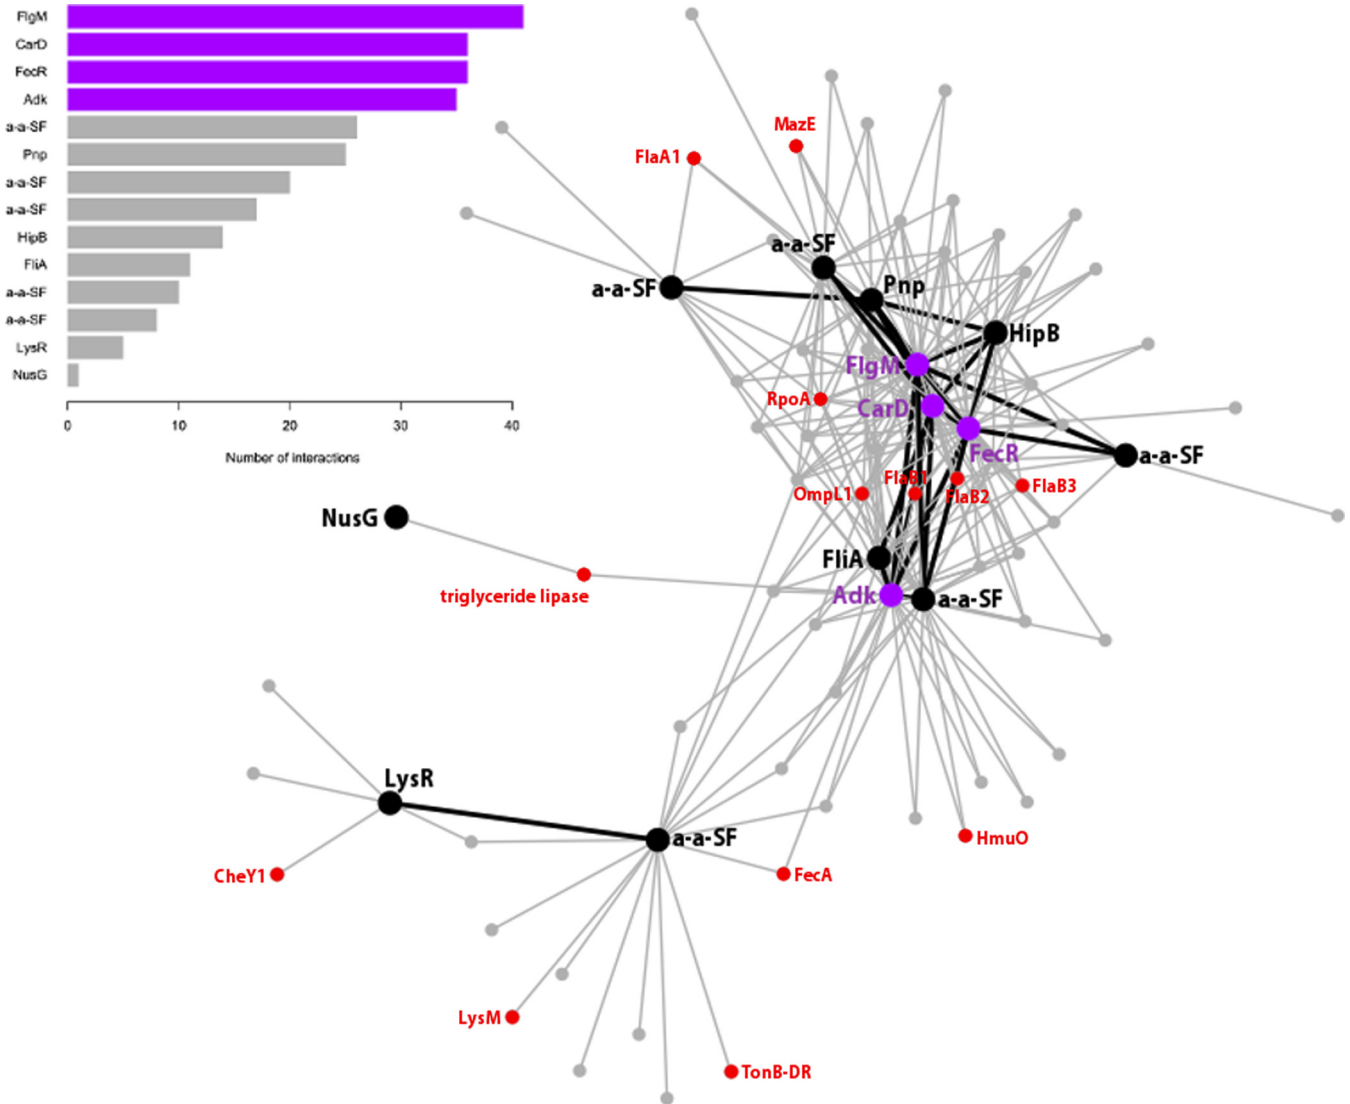 FlgM
CarD
FecR
Adk
a-a-SF
Pnp
a-a-SF
a-a-SF
HipB
FliA
a-a-SF
a-a-SF
LysR
NusG
0 10 20 30 40
Number of interactions
MazE
FlaA1
a-a-SF
a-a-SF
Pnp
HipB
FlgM
RpoA
CarD
FecR
a-a-SF
FlaB1
OmpL1
FlaB2
FlaB3
NusG
FliA
triglyceride lipase
Adk
a-a-SF
LysR
a-a-SF
HmuO
CheY1
FecA
LysM
TonB-DR